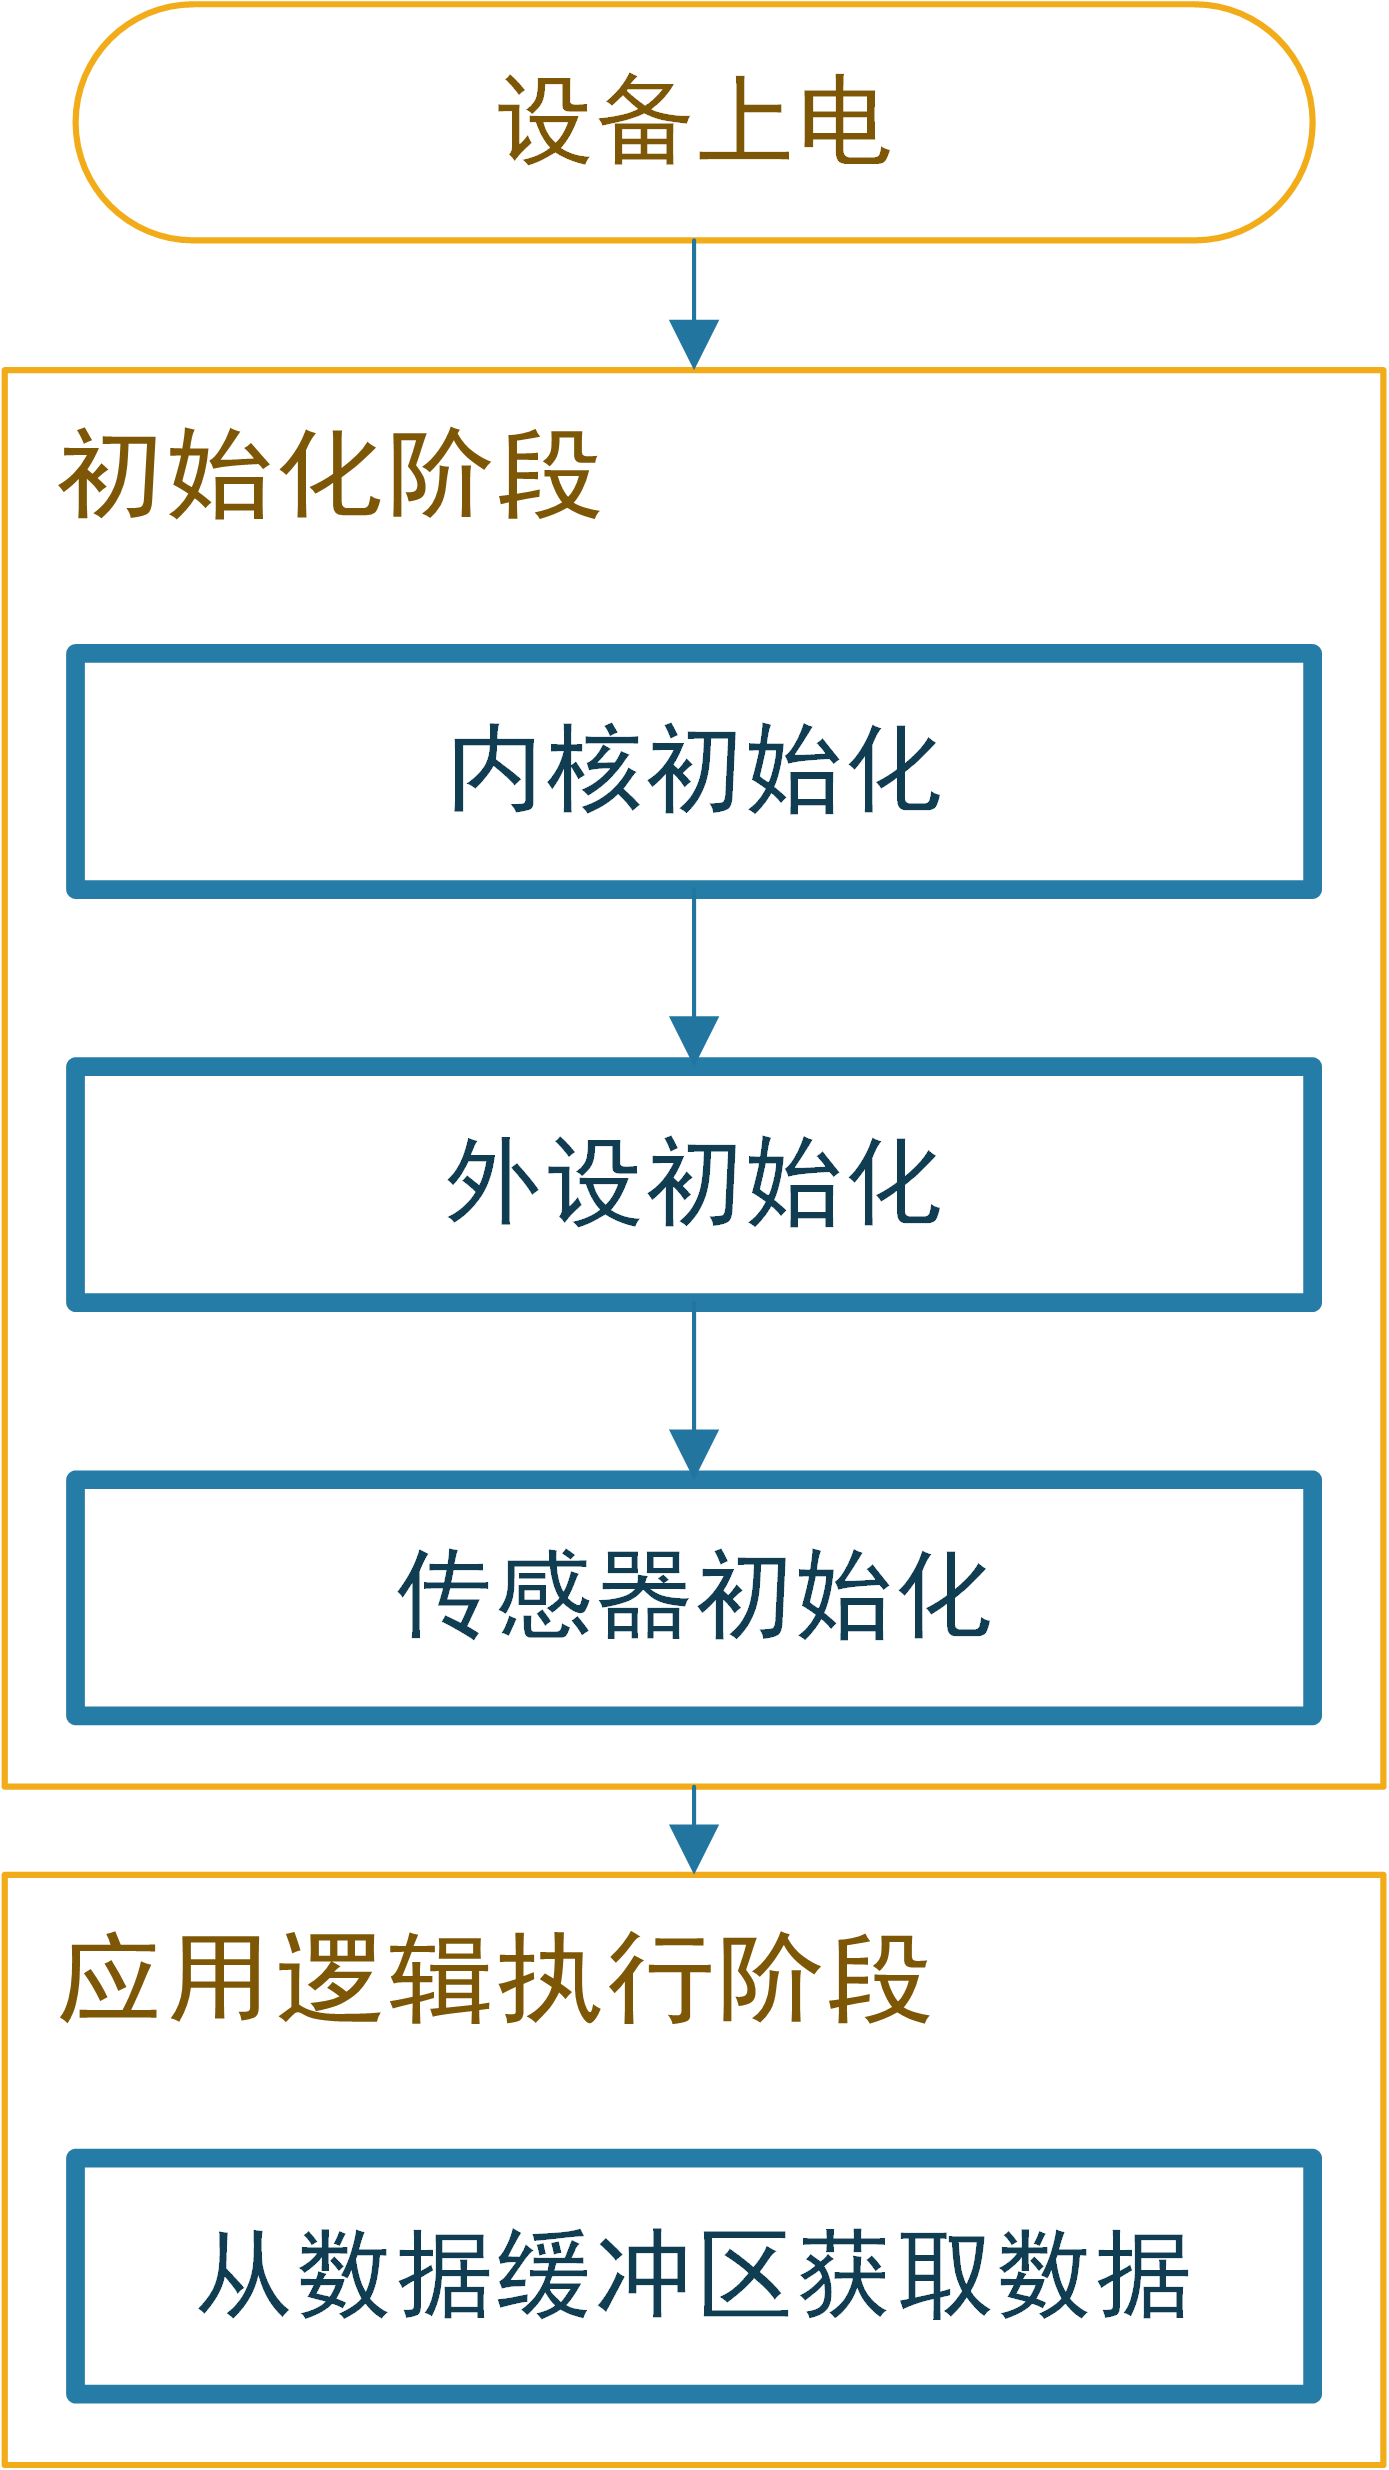 设备上电
初始化阶段
内核初始化
外设初始化
传感器初始化
应用逻辑执行阶段
从数据缓冲区获取数据